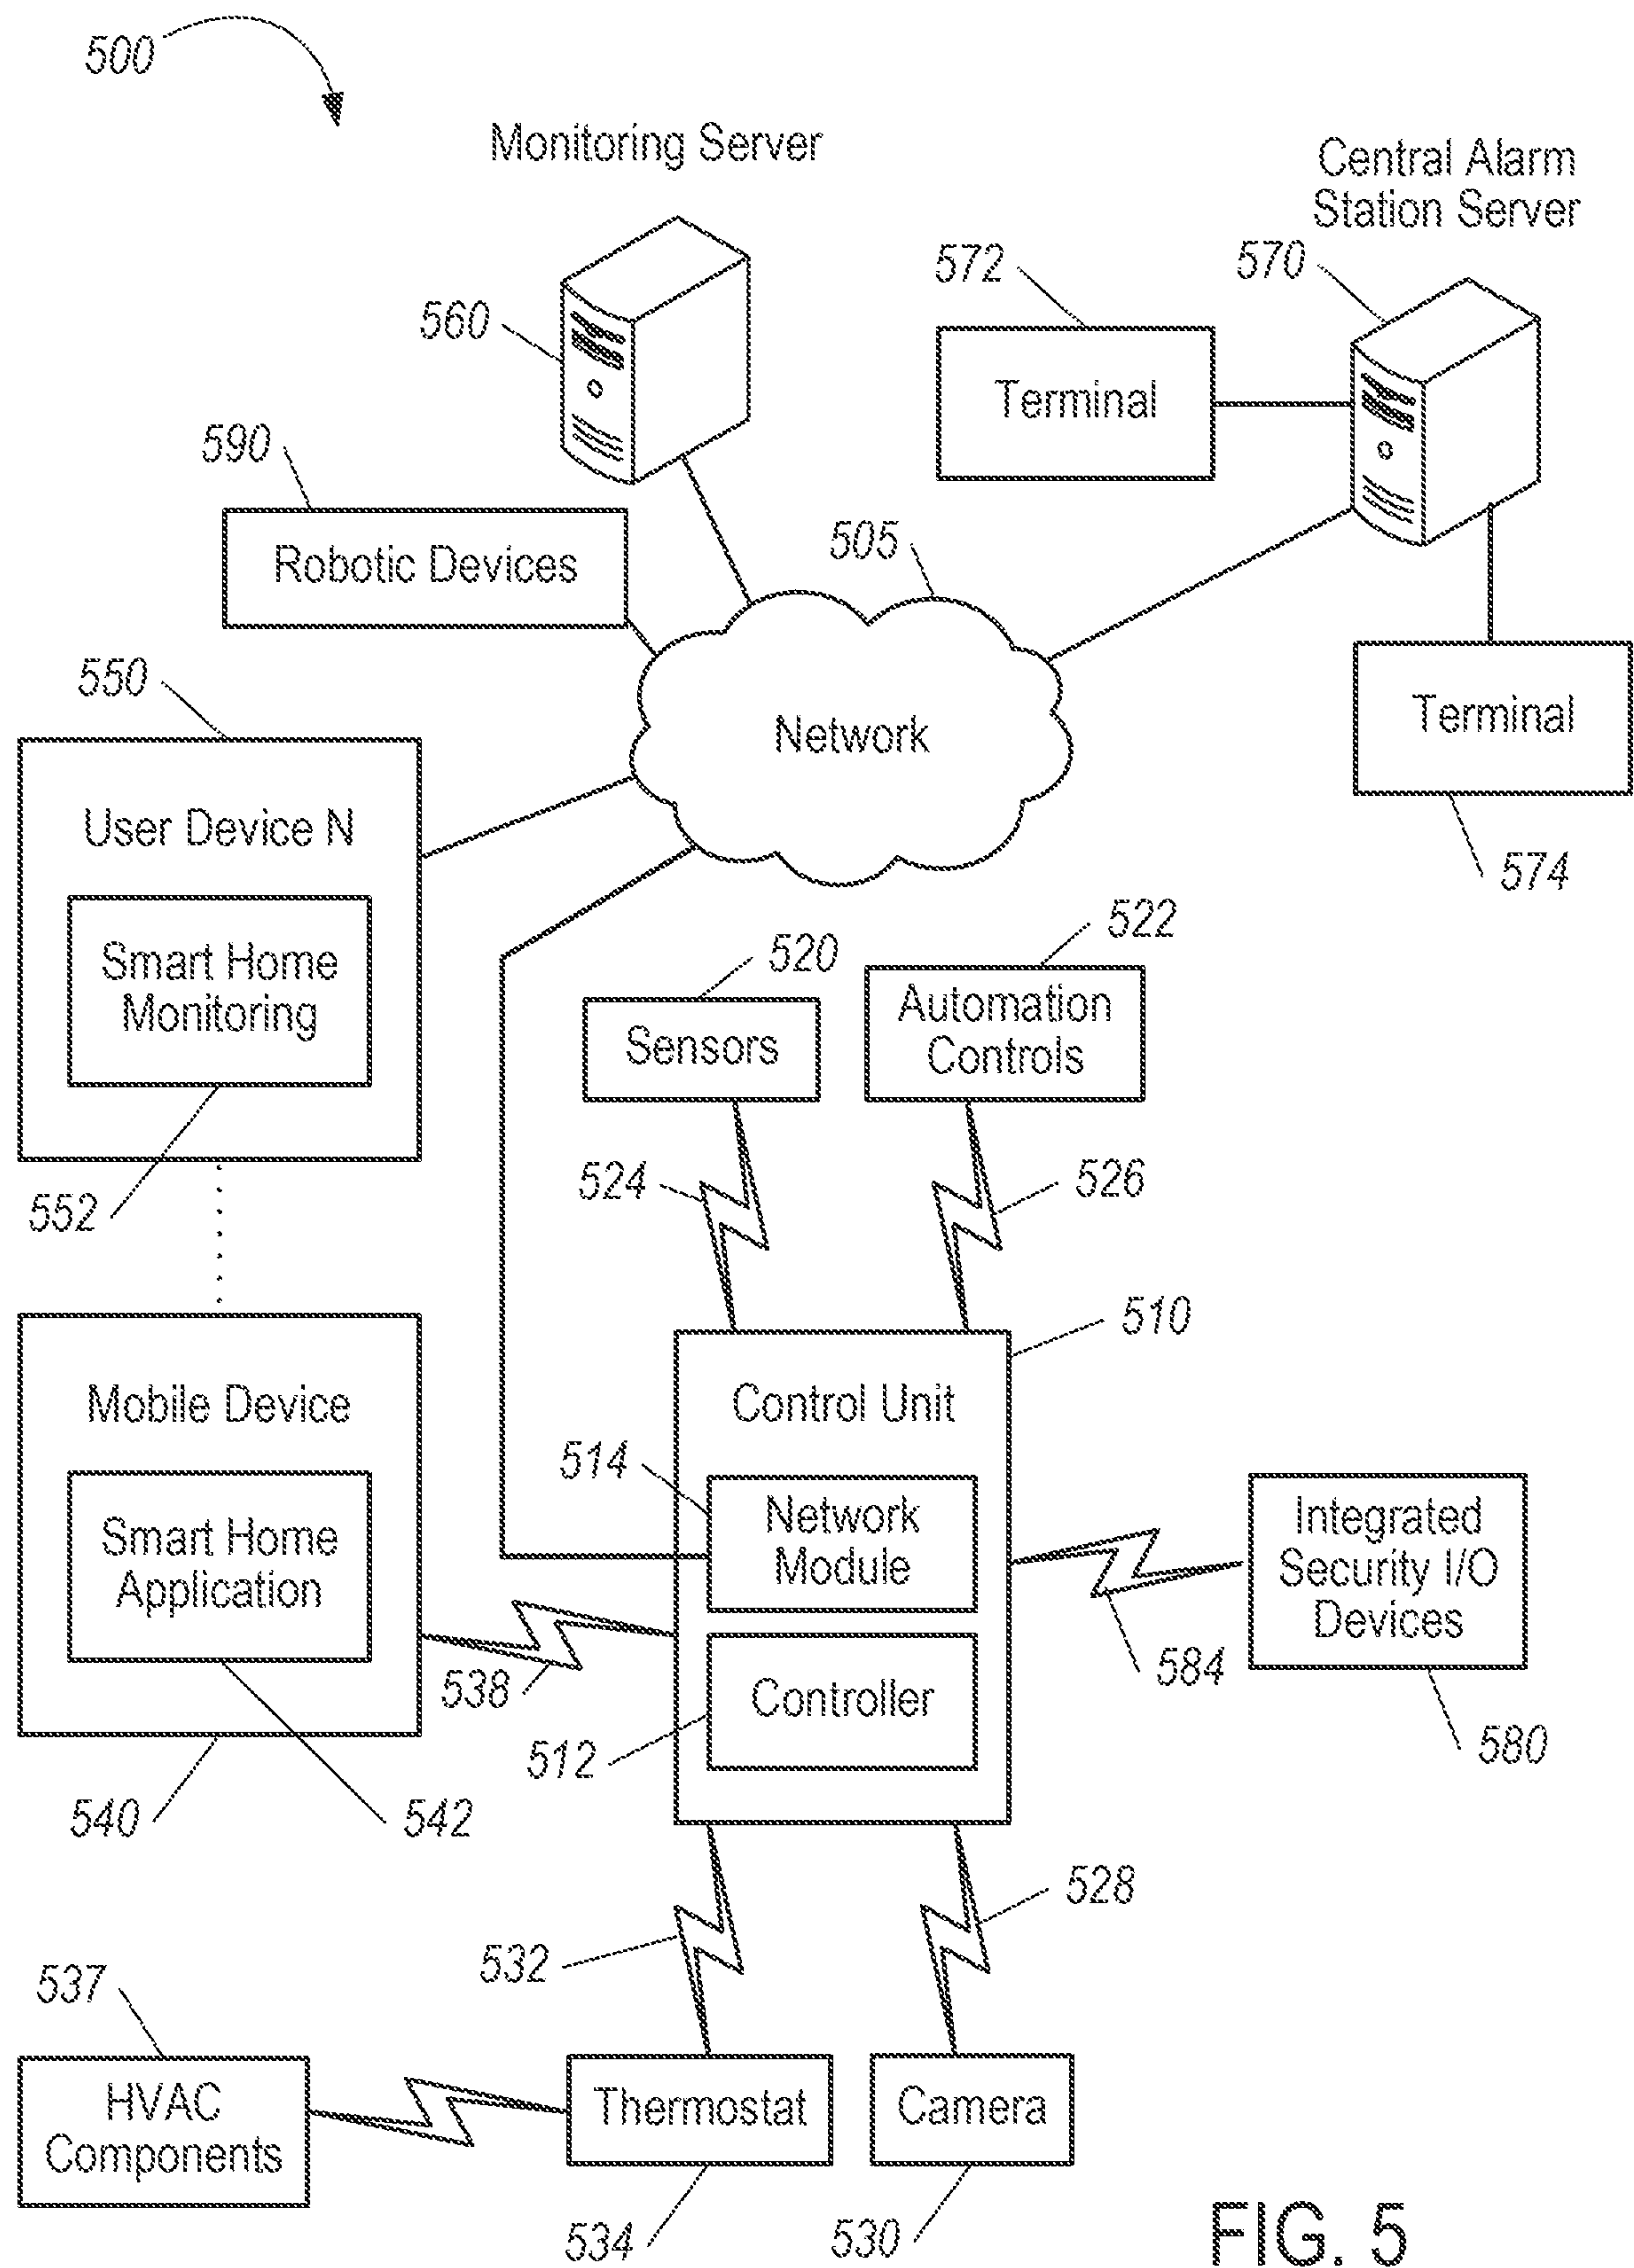 500
Monitoring Server
Central Alarm
Station Server
572
570
560
Terminal
590
505
Robotic Devices
550
Network
Terminal
User Device N
574
522
520
Smart Home
Monitoring
Automation
Controls
Sensors
524
526
552
510
Mobile Device
Control Unit
514
Network
Module
Integrated
Security I/O
Devices
Smart Home
Application
584
538
Controller
512
580
540
542
528
532
537
HVAC
Components
Thermostat
Camera
534
530
FIG. 5